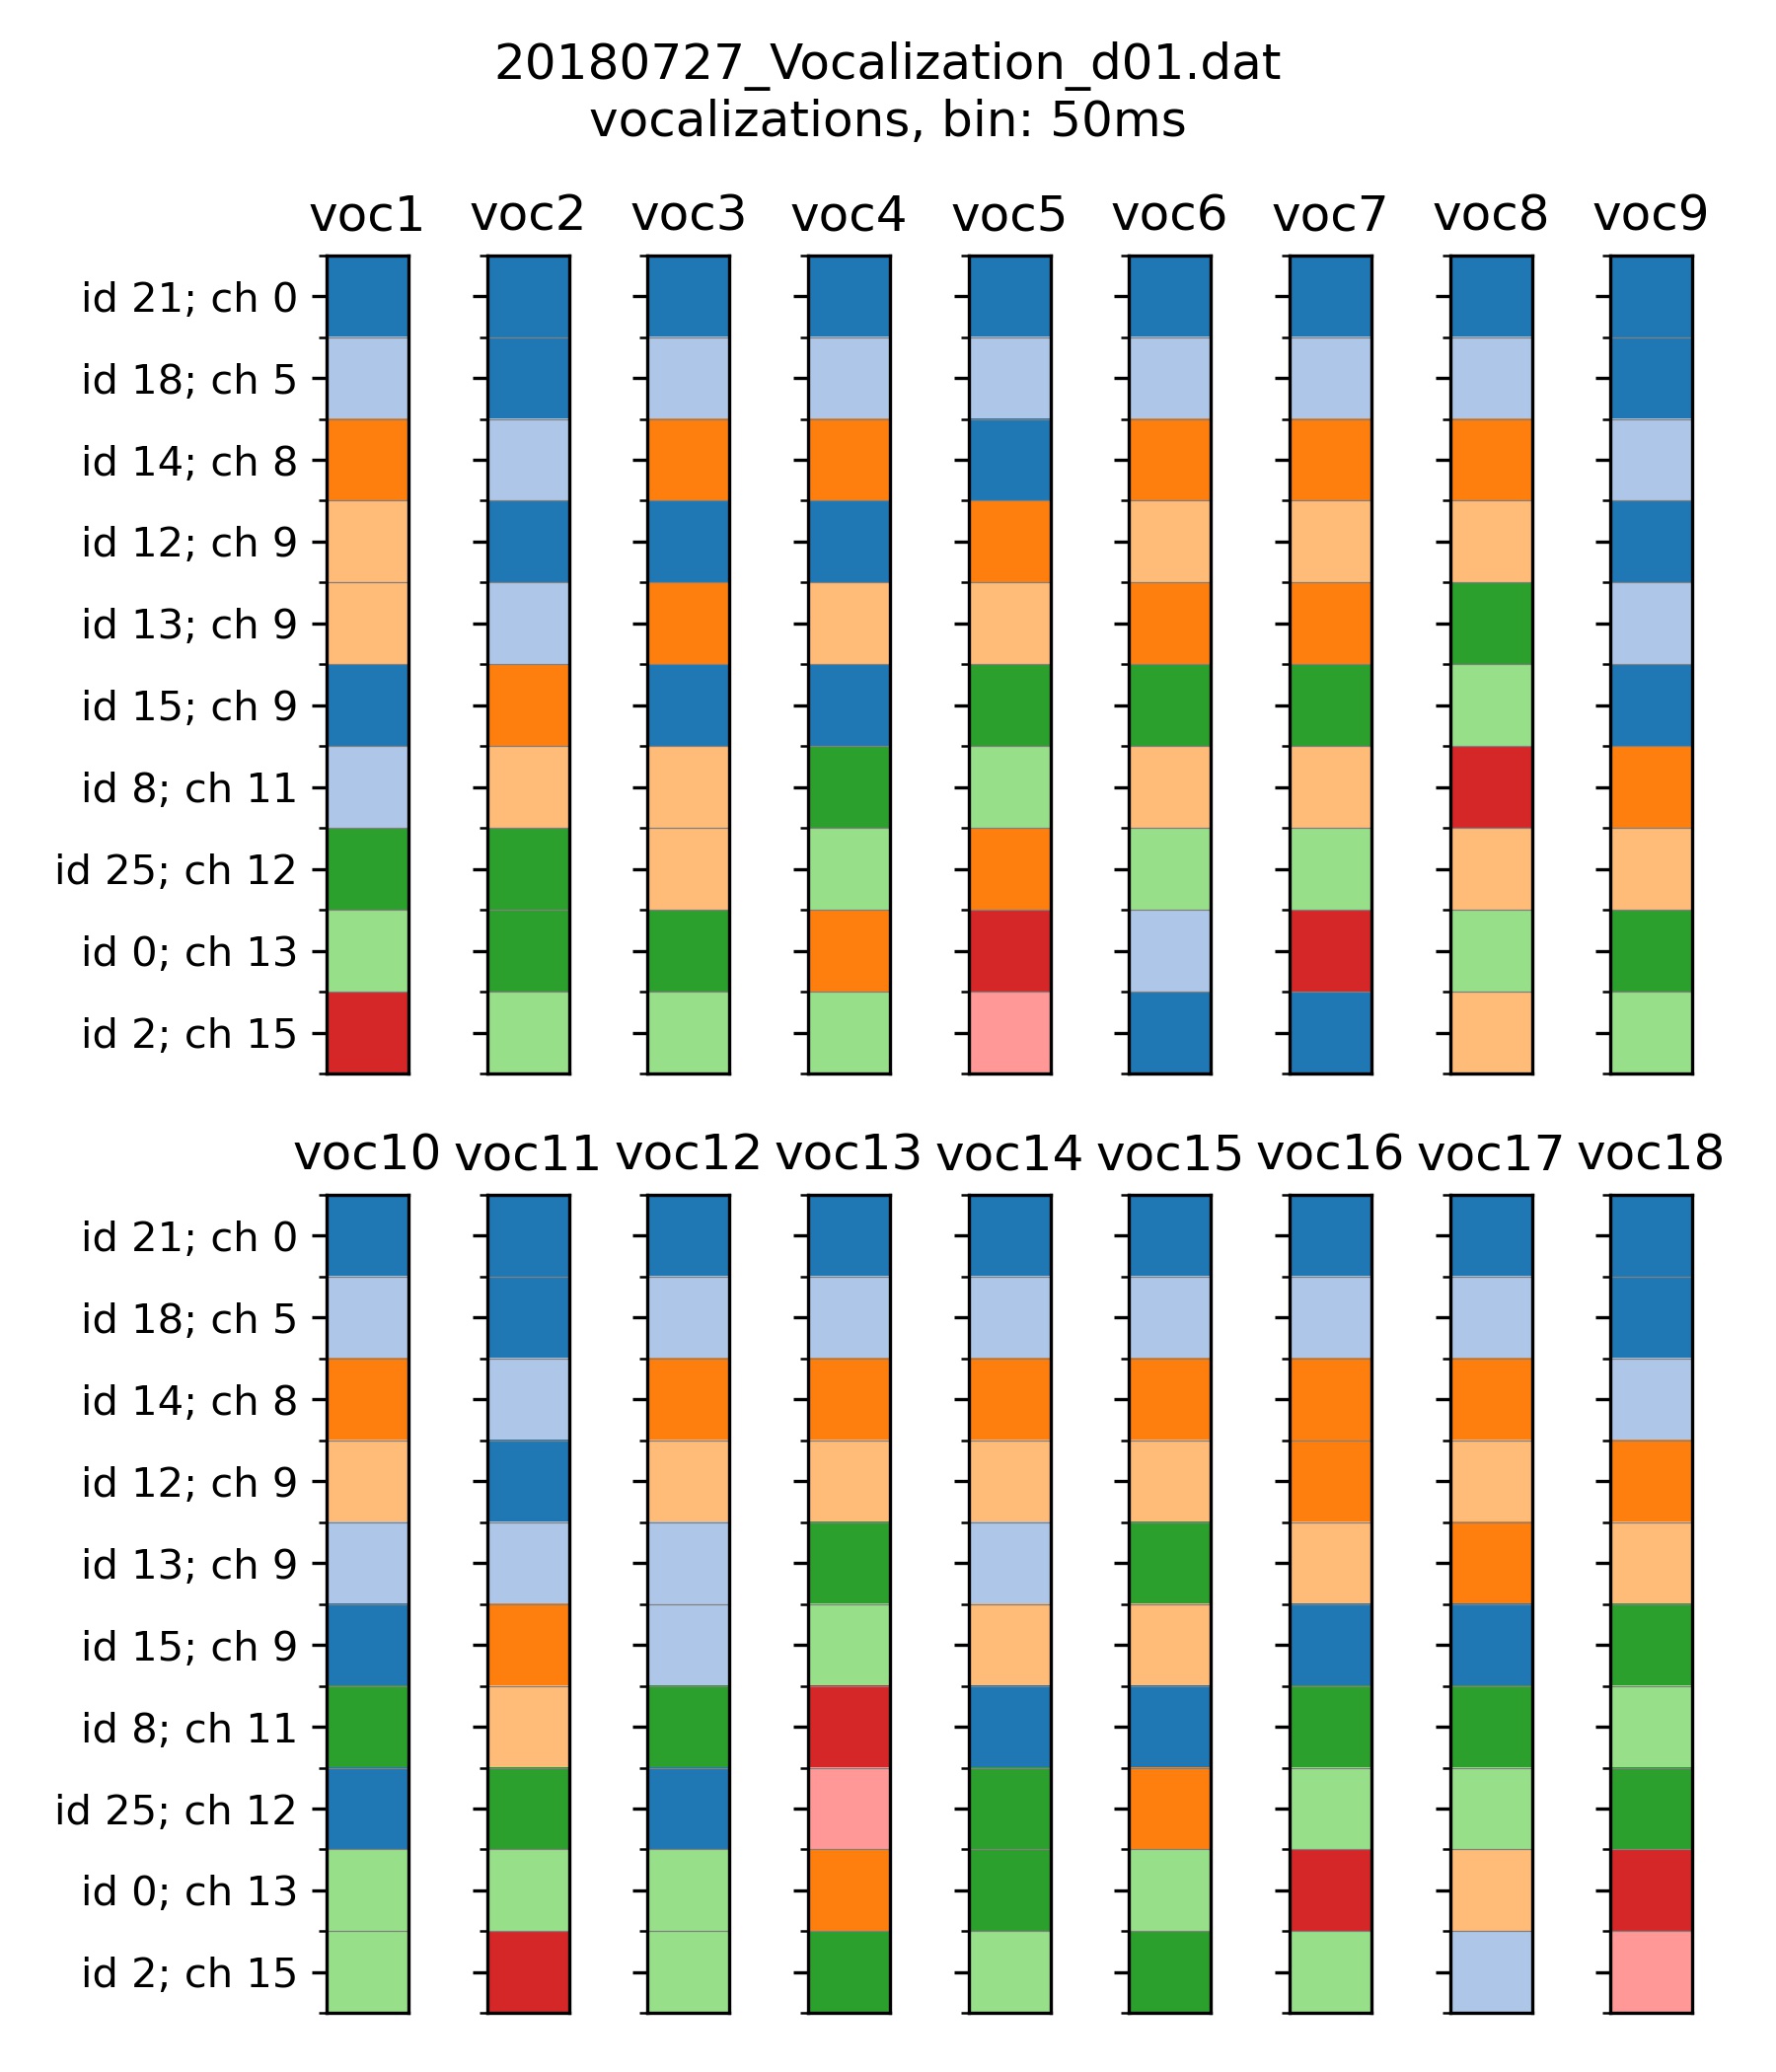 20180727_Vocalization_d01.dat
vocalizations, bin: 50ms
voc1 voc2 voc3 voc4 voc5 voc6 voc7 voc8 voc9
id 21; ch 0
id 18; ch 5
id 14; ch 8
id 12; ch 9
id 13; ch 9
id 15; ch 9
id 8; ch 11
id 25; ch 12
id 0; ch 13
id 2; ch 15
voc10 voc11 voc12 voc13 voc14 voc15 voc16 voc17 voc18
id 21; ch 0
id 18; ch 5
id 14; ch 8
id 12; ch 9
id 13; ch 9
id 15; ch 9
id 8; ch 11
id 25; ch 12
id 0; ch 13
id 2; ch 15